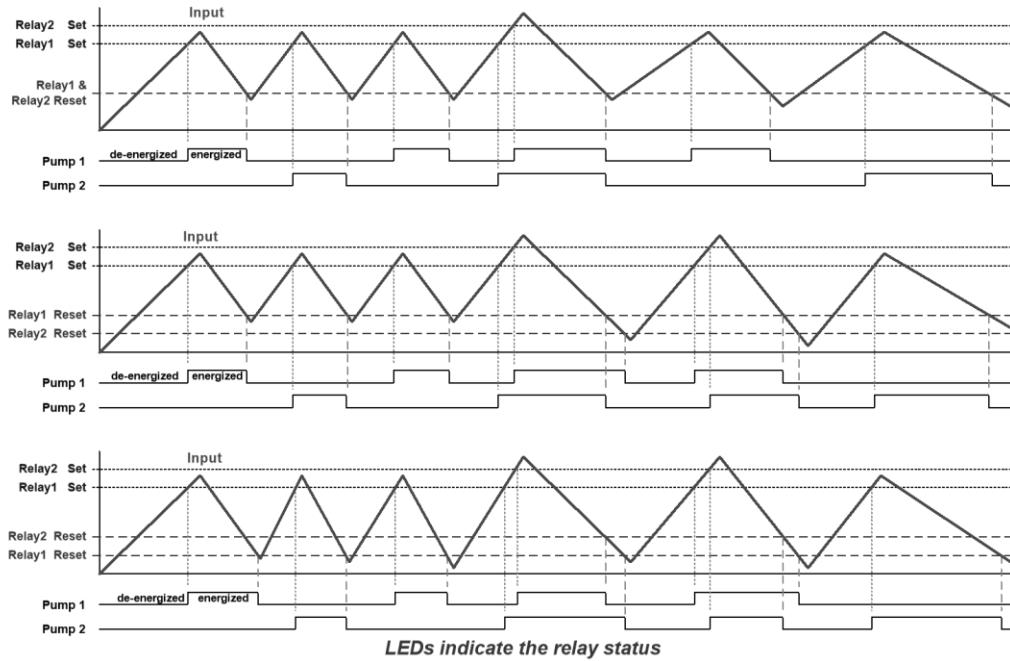 Input
Relay2 Set
Relay1 Set
Relay1 &
Relay2 Reset
de-energized energized
Pump 1
Pump 2
Input
Relay2 Set
Relay1 Set
Relay1 Reset
Relay2 Reset
de-energized energized
Pump 1
Pump 2
Input
Relay2 Set
Relay1 Set
Relay2 Reset
Relay1 Reset
de-energized energized
Pump 1
Pump 2
LEDs indicate the relay status